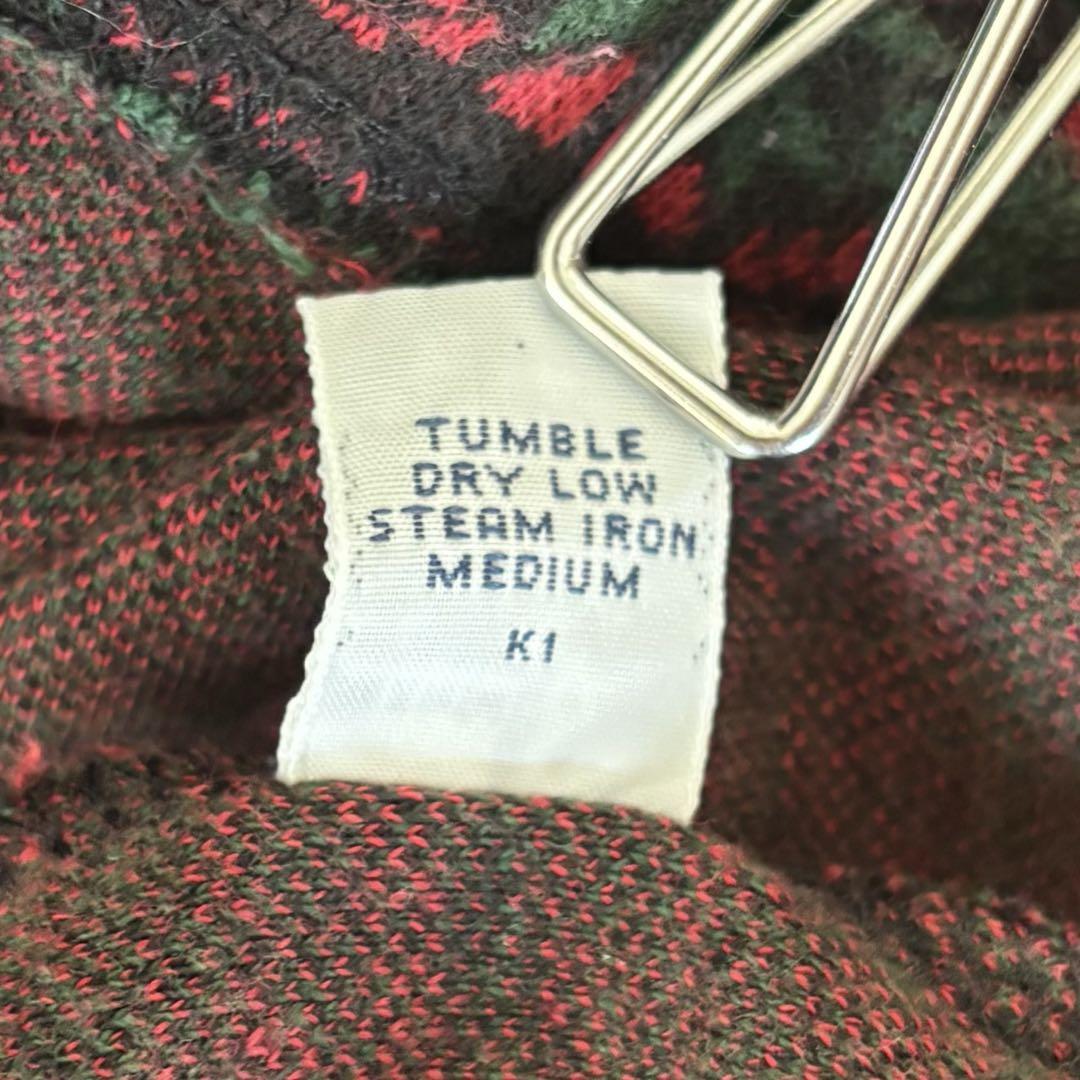 TUMBLE
DRY LOW
STEAM IRON
MEDIUM
K1